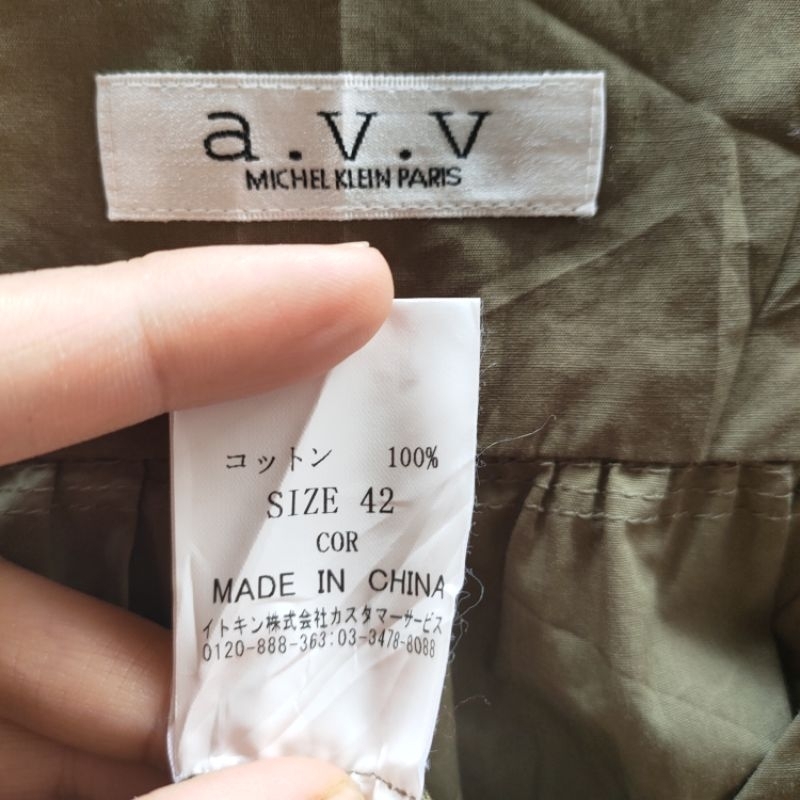 a.v.v
MICHEL KLEIN PARIS
コットン 100%
SIZE 42
COR
MADE IN CHINA
イトキン株式会社カスタマーサービス
0120-888-363:03-3478-8088